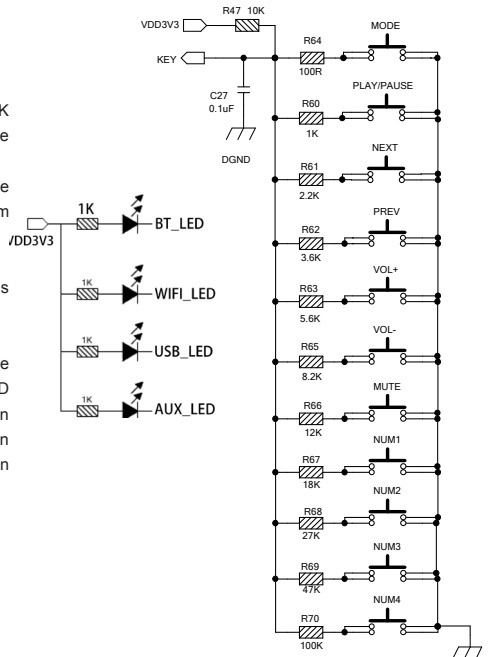 R47 10K
VDD3V3
KEY
C27
0.1uF
DGND
R64
100R
MODE
R60
1K
PLAY/PAUSE
R61
2.2K
NEXT
R62
3.6K
PREV
R63
5.6K
VOL+
R65
8.2K
VOL-
R66
12K
MUTE
R67
18K
NUM1
R68
27K
NUM2
R69
47K
NUM3
R70
100K
NUM4
K
e
e
m
s
e
D
n
n
n
1K
BT_LED
VDD3V3
1K
WIFI_LED
1K
USB_LED
1K
AUX_LED